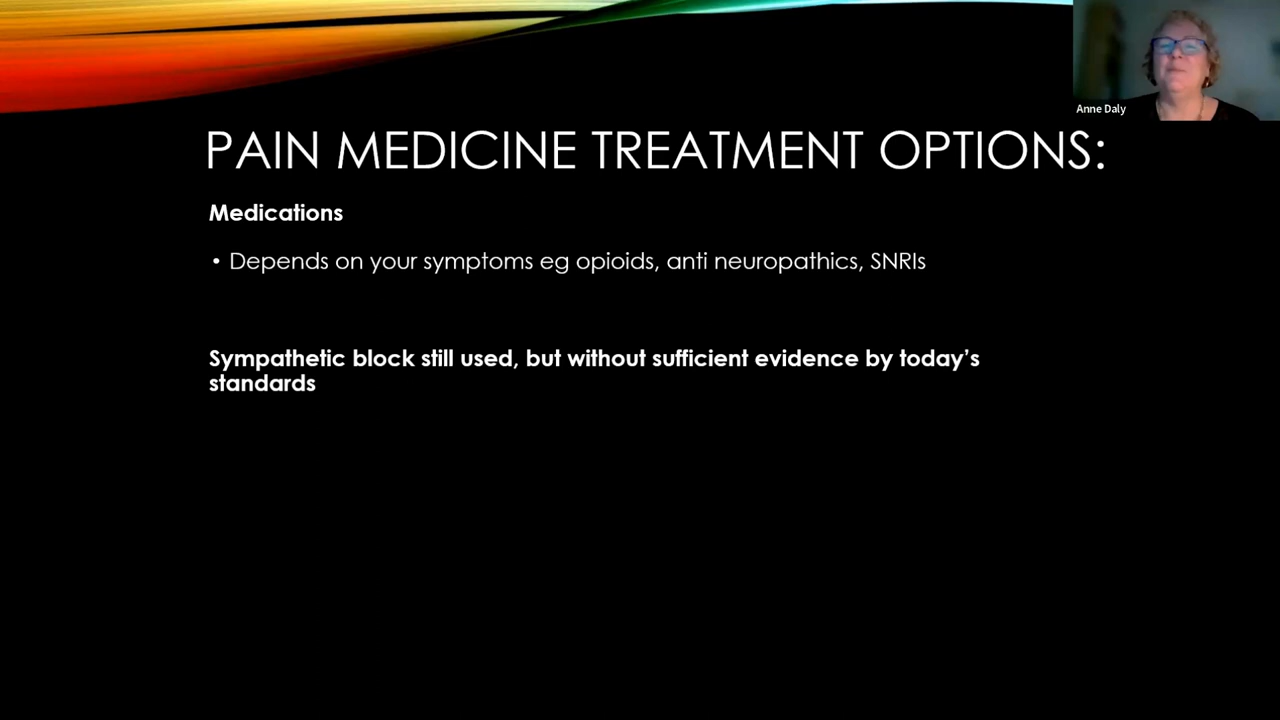 Anne Daly
PAIN MEDICINE TREATMENT OPTIONS:
Medications
• Depends on your symptoms eg opioids, anti neuropathics, SNRIs
Sympathetic block still used, but without sufficient evidence by today’s
standards